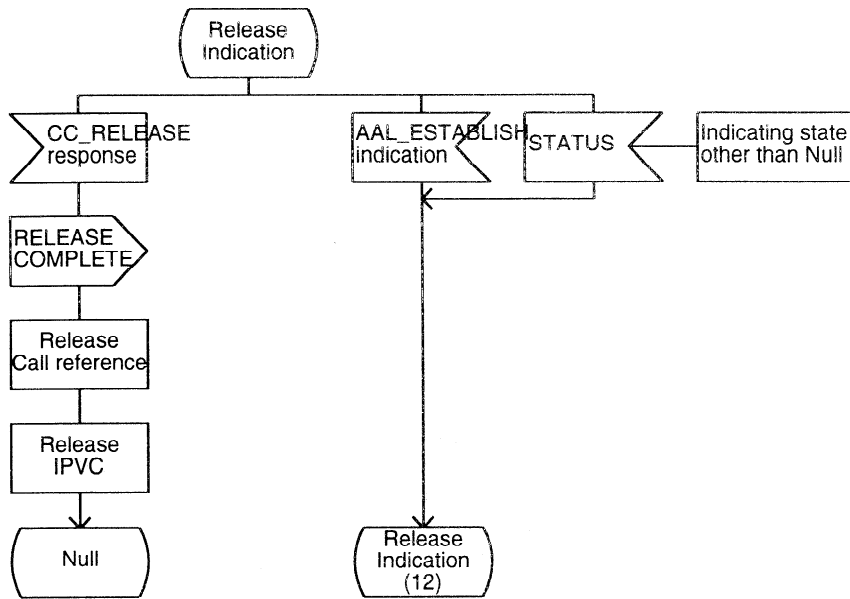 Release
Indication
CC_RELEASE
response
AAL_ESTABLISH
indication
STATUS
Indicating state
other than Null
RELEASE
COMPLETE
Release
Call reference
Release
IPVC
Null
Release
Indication
(12)